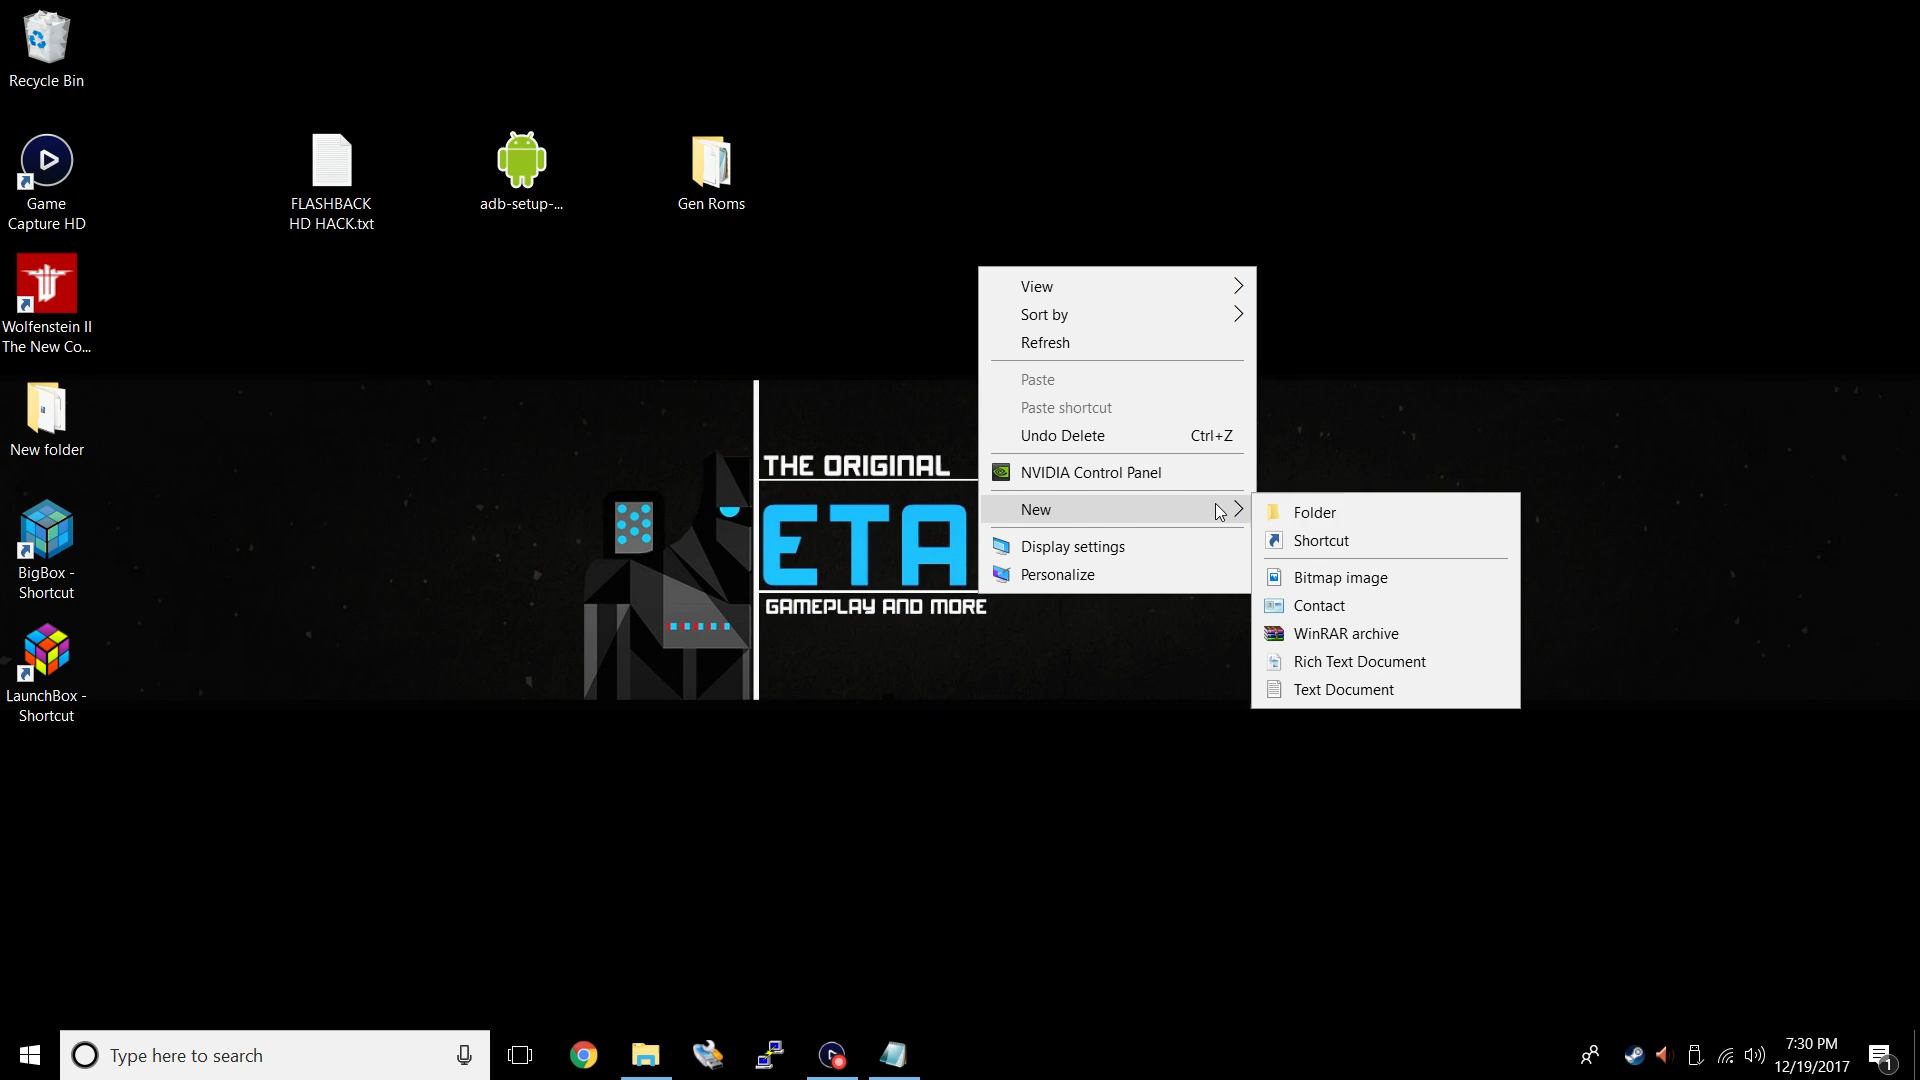 Recycle Bin
Game
Capture HD
FLASHBACK
HD HACK.txt
adb-setup-...
Gen Roms
Wolfenstein II
The New Co...
New folder
BigBox -
Shortcut
LaunchBox -
Shortcut
THE ORIGINAL
ETA
GAMEPLAY AND MORE
View
Sort by
Refresh
Paste
Paste shortcut
Undo Delete Ctrl+Z
NVIDIA Control Panel
New
Display settings
Personalize
Folder
Shortcut
Bitmap image
Contact
WinRAR archive
Rich Text Document
Text Document
Type here to search
7:30 PM
12/19/2017
1